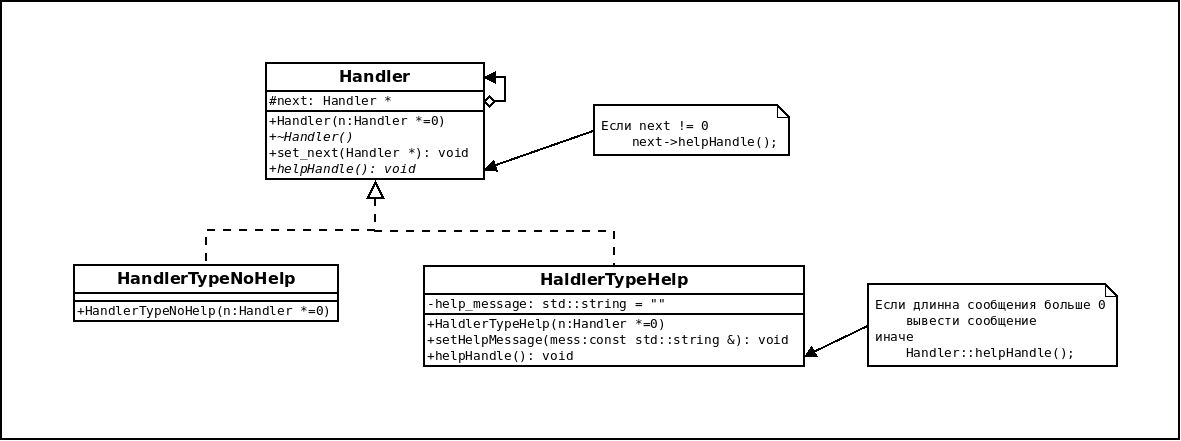 Handler
#next: Handler *
+Handler(n:Handler *=0)
+~Handler()
+set_next(Handler *): void
+helpHandle(): void
Если next != 0
next->helpHandle();
HandlerTypeNoHelp
+HandlerTypeNoHelp(n:Handler *=0)
HaldlerTypeHelp
-help_message: std::string = ""
+HaldlerTypeHelp(n:Handler *=0)
+setHelpMessage(mess:const std::string &): void
+helpHandle(): void
Если длинна сообщения больше 0
вывести сообщение
иначе
Handler::helpHandle();